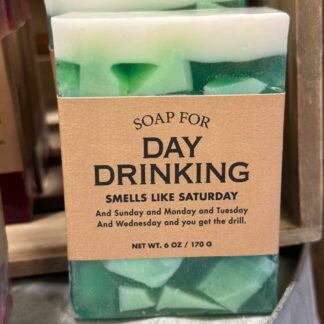 SOAP FOR
DAY
DRINKING
SMELLS LIKE SATURDAY
And Sunday and Monday and Tuesday
And Wednesday and you get the drill.
NET WT. 6 OZ / 170 G